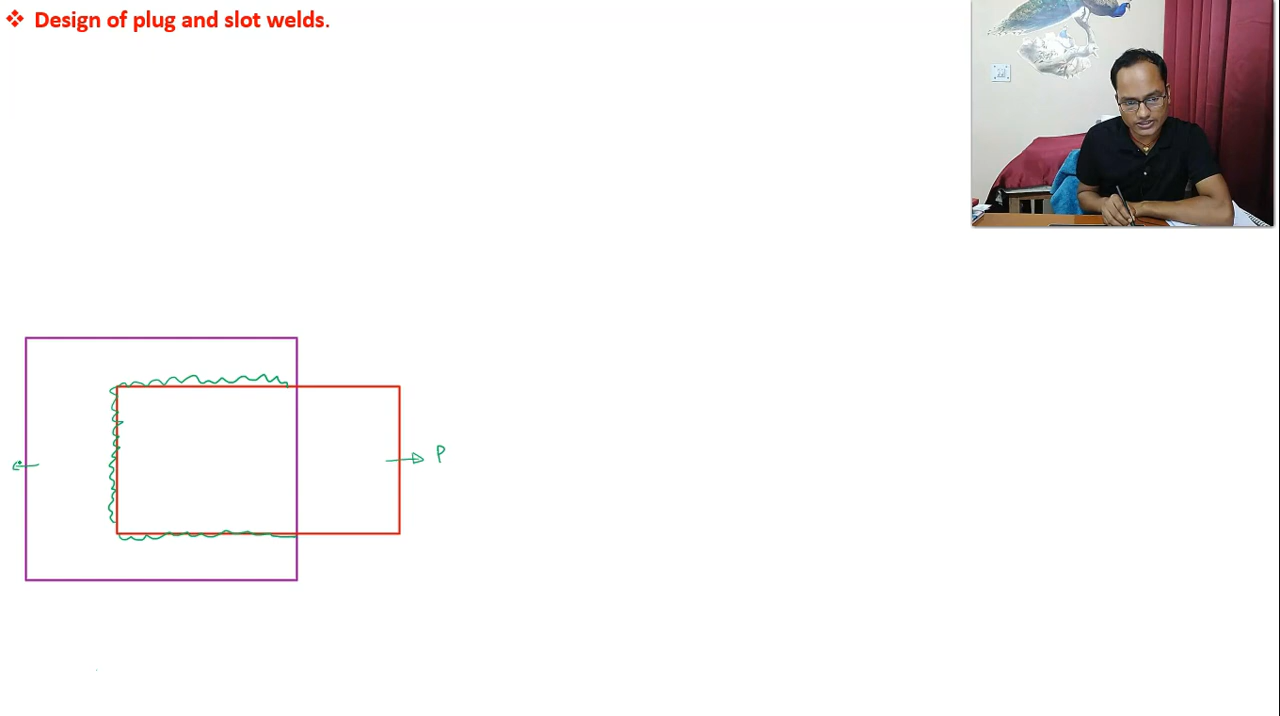 ❖ Design of plug and slot welds.
P